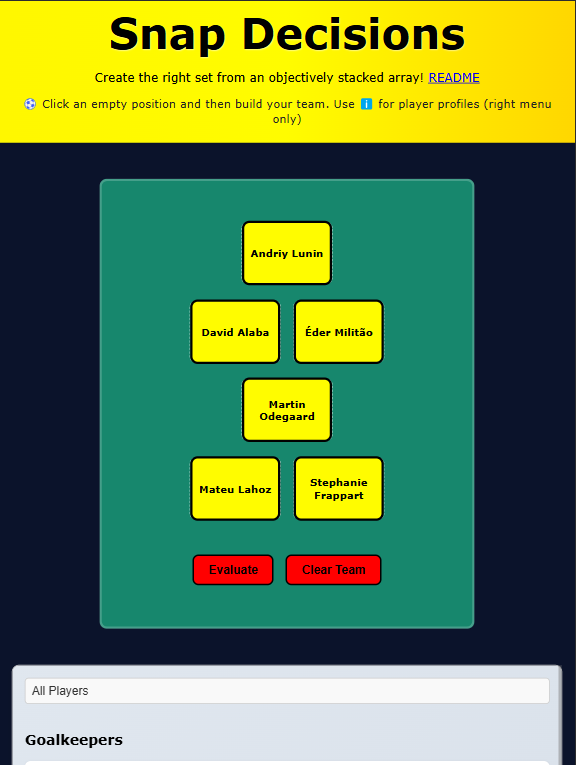 Snap Decisions
Create the right set from an objectively stacked array! README
⚽ Click an empty position and then build your team. Use ℹ️ for player profiles (right menu
only)
Andriy Lunin
David Alaba
Éder Militão
Martin
Odegaard
Mateu Lahoz
Stephanie
Frappart
Evaluate
Clear Team
All Players
Goalkeepers